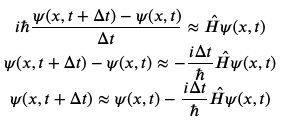 iħ (ψ(x, t + Δt) − ψ(x, t)) / Δt ≈ Ĥψ(x, t)
ψ(x, t + Δt) − ψ(x, t) ≈ − (iΔt / ħ) Ĥψ(x, t)
ψ(x, t + Δt) ≈ ψ(x, t) − (iΔt / ħ) Ĥψ(x, t)